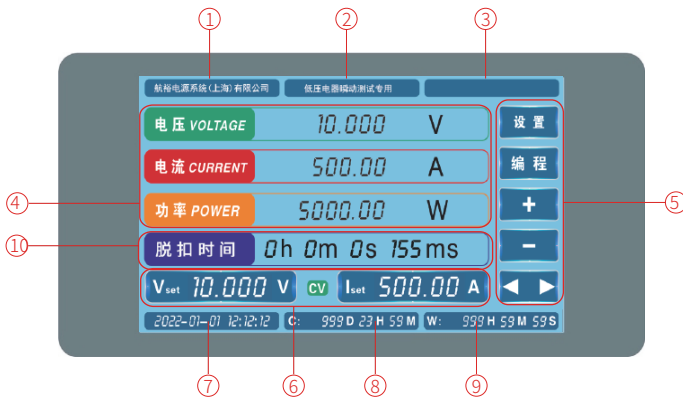 ① ② ③
航裕电源系统(上海)有限公司 低压电器瞬动测试专用
电压 VOLTAGE 10.000 V 设置
电流 CURRENT 500.00 A 编程
④ 功率 POWER 5000.00 W + ⑤
⑩ 脱扣时间 0h 0m 0s 155ms −
Vset 10.000 V CV Iset 500.00 A ◀ ▶
2022-01-01 12:12:12 C: 999 D 23 H 59 M W: 999 H 59 M 59 S
⑦ ⑥ ⑧ ⑨